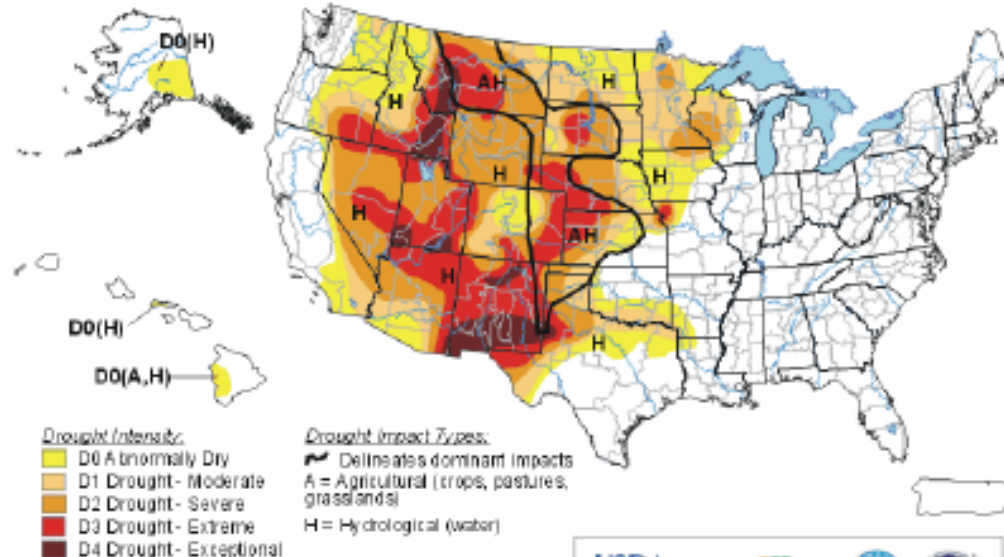 D0(H)
AH
H
H
H
H
H
AH
H
H
D0(H)
D0(A,H)
Drought Intensity:
D0 Abnormally Dry
D1 Drought - Moderate
D2 Drought - Severe
D3 Drought - Extreme
D4 Drought - Exceptional
Drought Impact Types:
Delineates dominant impacts
A = Agricultural (crops, pastures,
grasslands)
H = Hydrological (water)